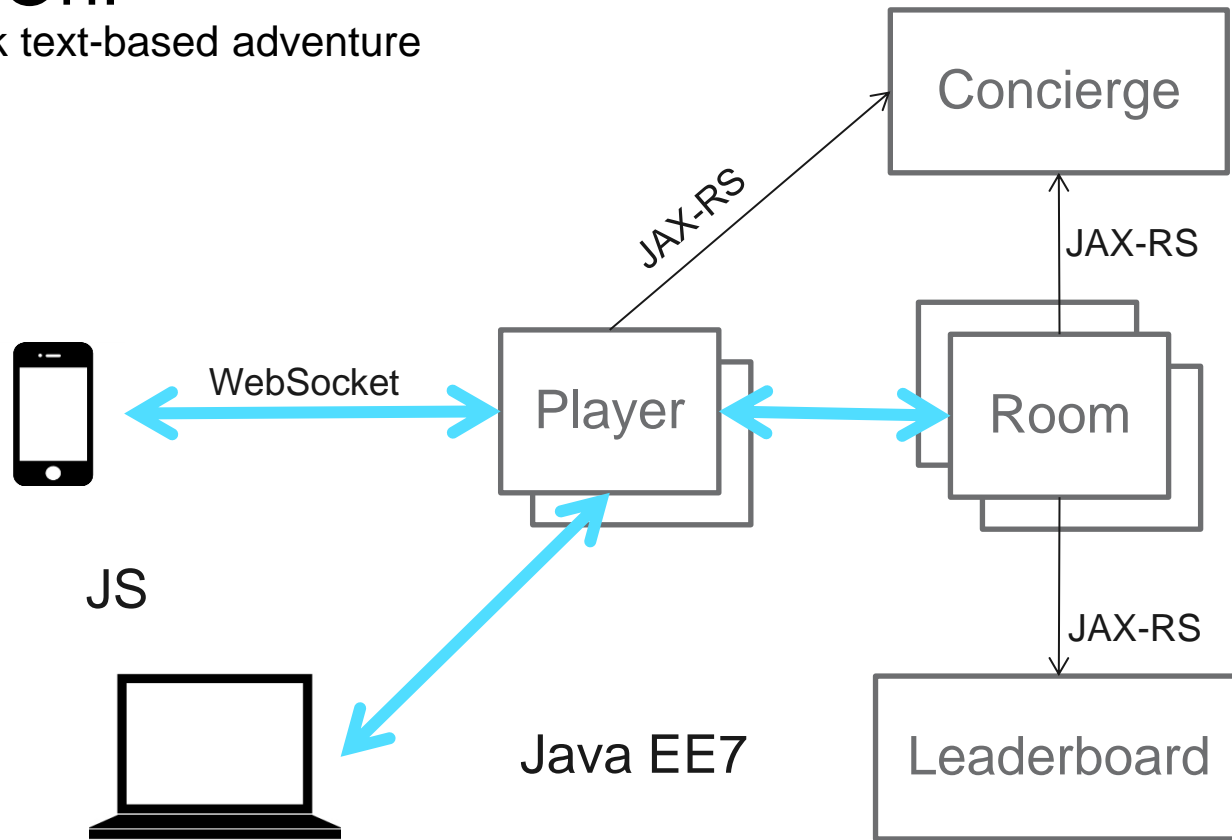 k text-based adventure
Concierge
JAX-RS
JAX-RS
WebSocket
Player
Room
JS
JAX-RS
Java EE7
Leaderboard